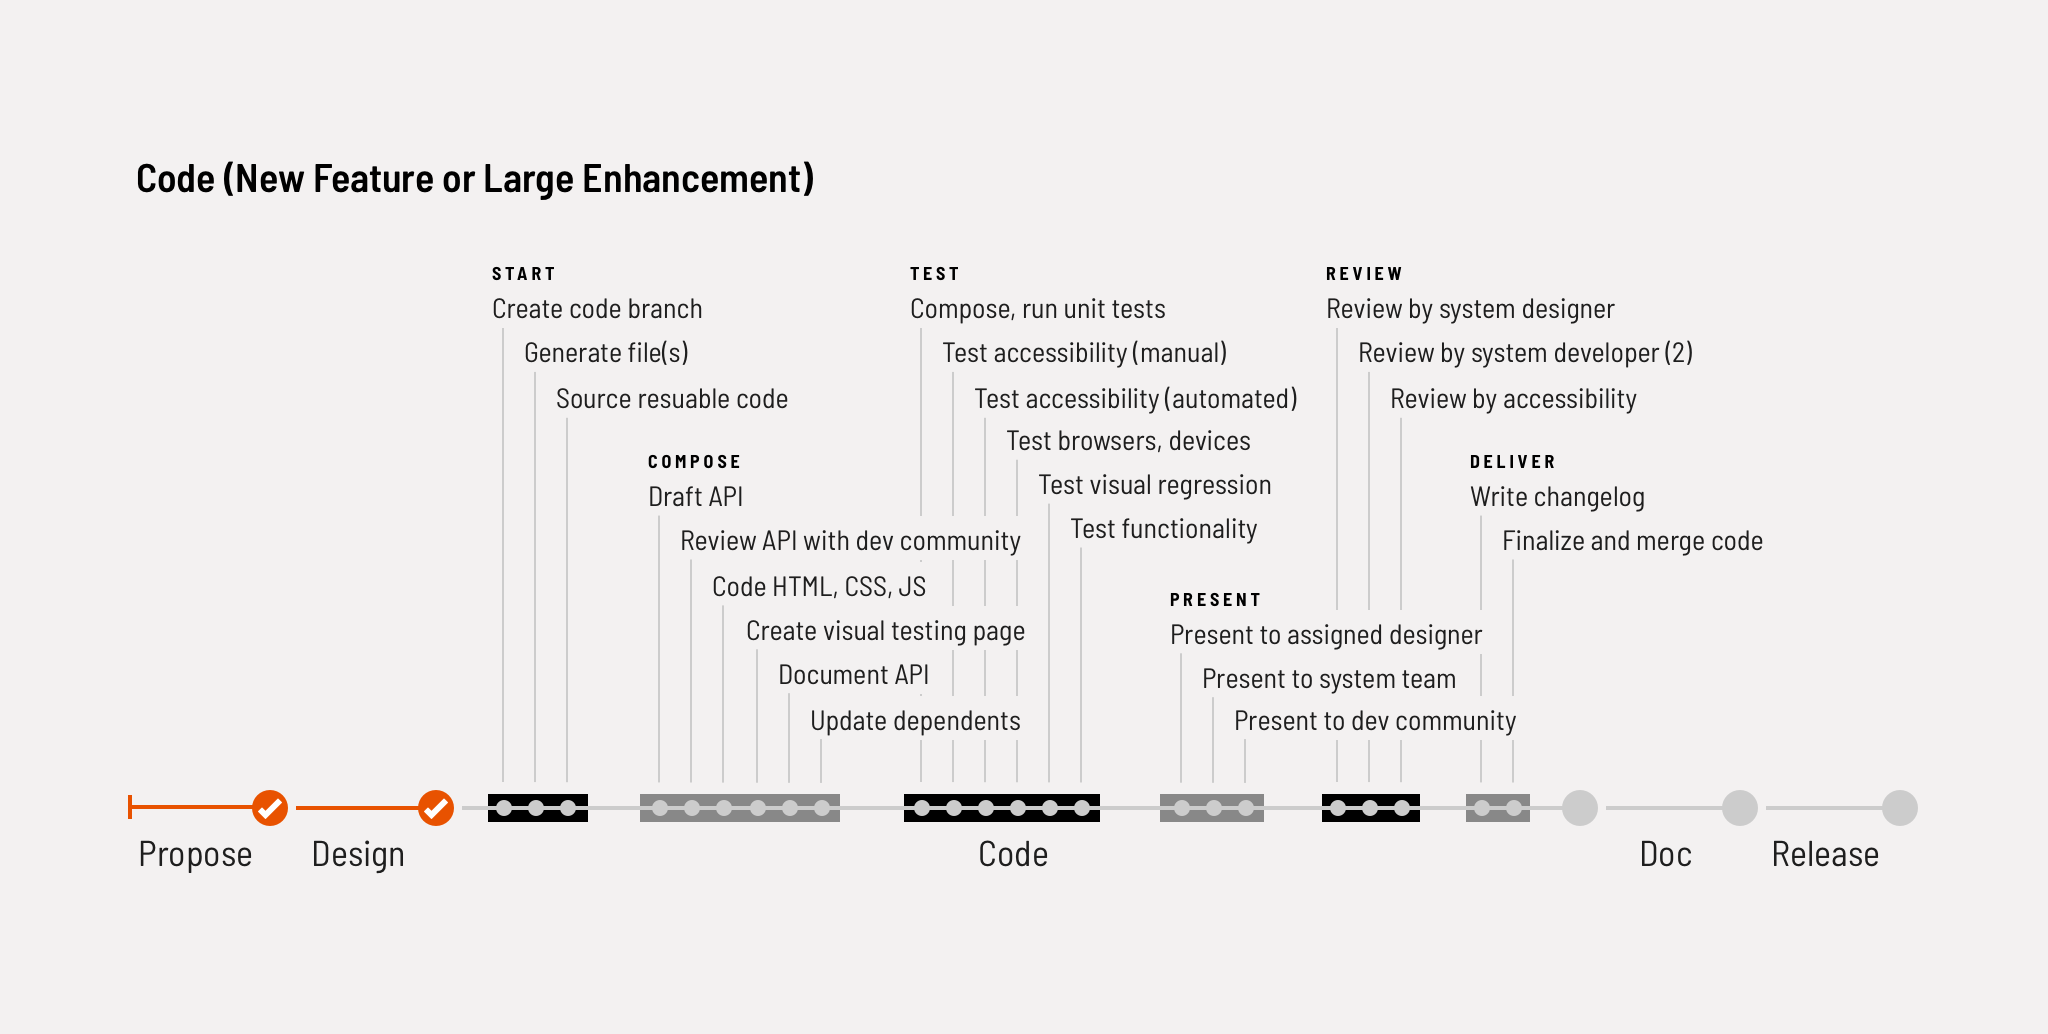 Code (New Feature or Large Enhancement)
START
Create code branch
Generate file(s)
Source resuable code
COMPOSE
Draft API
Review API with dev community
Code HTML, CSS, JS
Create visual testing page
Document API
Update dependents
TEST
Compose, run unit tests
Test accessibility (manual)
Test accessibility (automated)
Test browsers, devices
Test visual regression
Test functionality
PRESENT
Present to assigned designer
Present to system team
Present to dev community
REVIEW
Review by system designer
Review by system developer (2)
Review by accessibility
DELIVER
Write changelog
Finalize and merge code
Propose
Design
Code
Doc
Release